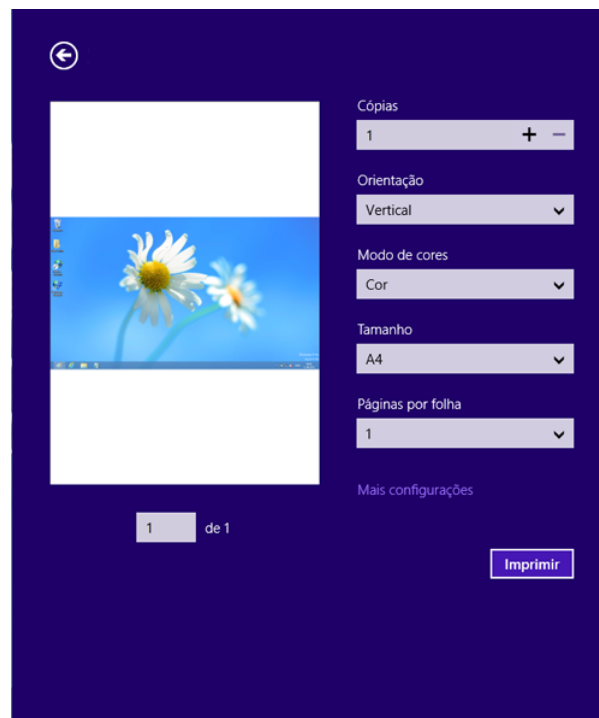 Cópias
1
Orientação
Vertical
Modo de cores
Cor
Tamanho
A4
Páginas por folha
1
Mais configurações
1 de 1
Imprimir